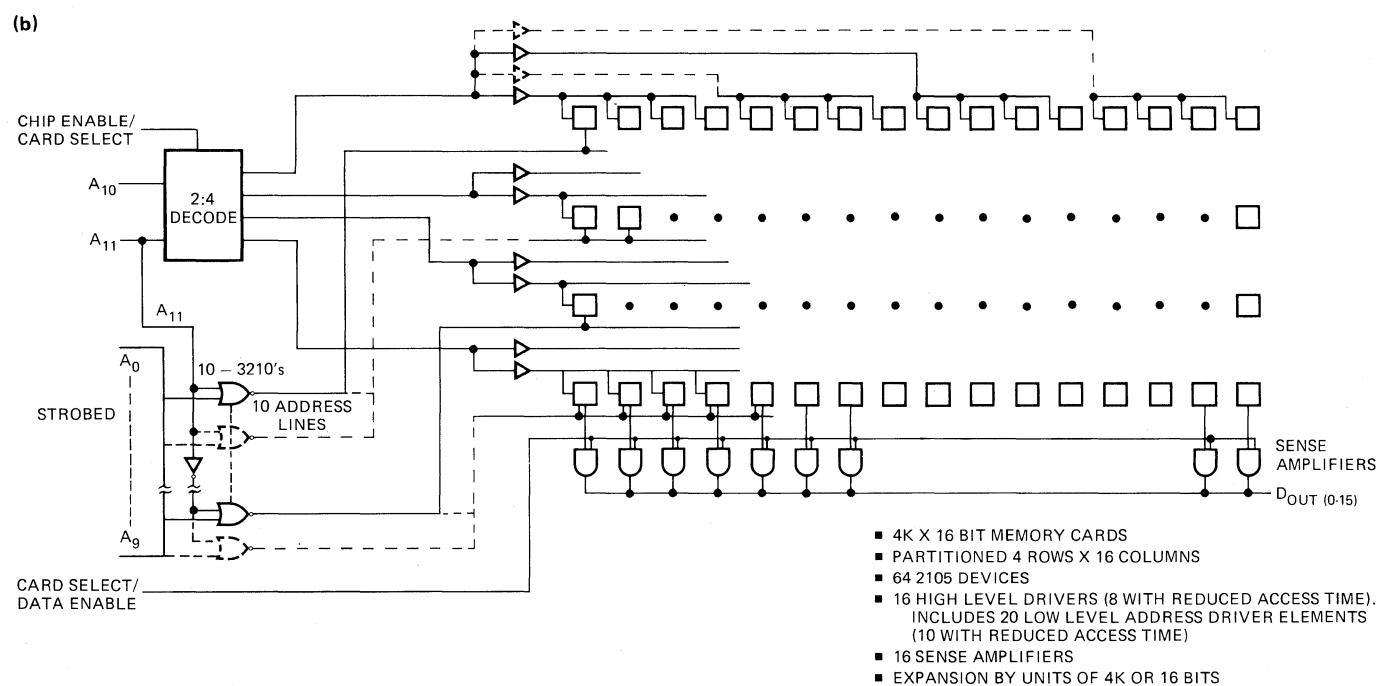 (b)
CHIP ENABLE/
CARD SELECT
A10
2:4
DECODE
A11
A11
A0
10 – 3210's
STROBED
10 ADDRESS
LINES
A9
CARD SELECT/
DATA ENABLE
SENSE
AMPLIFIERS
DOUT (0-15)
■ 4K X 16 BIT MEMORY CARDS
■ PARTITIONED 4 ROWS X 16 COLUMNS
■ 64 2105 DEVICES
■ 16 HIGH LEVEL DRIVERS (8 WITH REDUCED ACCESS TIME).
INCLUDES 20 LOW LEVEL ADDRESS DRIVER ELEMENTS
(10 WITH REDUCED ACCESS TIME)
■ 16 SENSE AMPLIFIERS
■ EXPANSION BY UNITS OF 4K OR 16 BITS